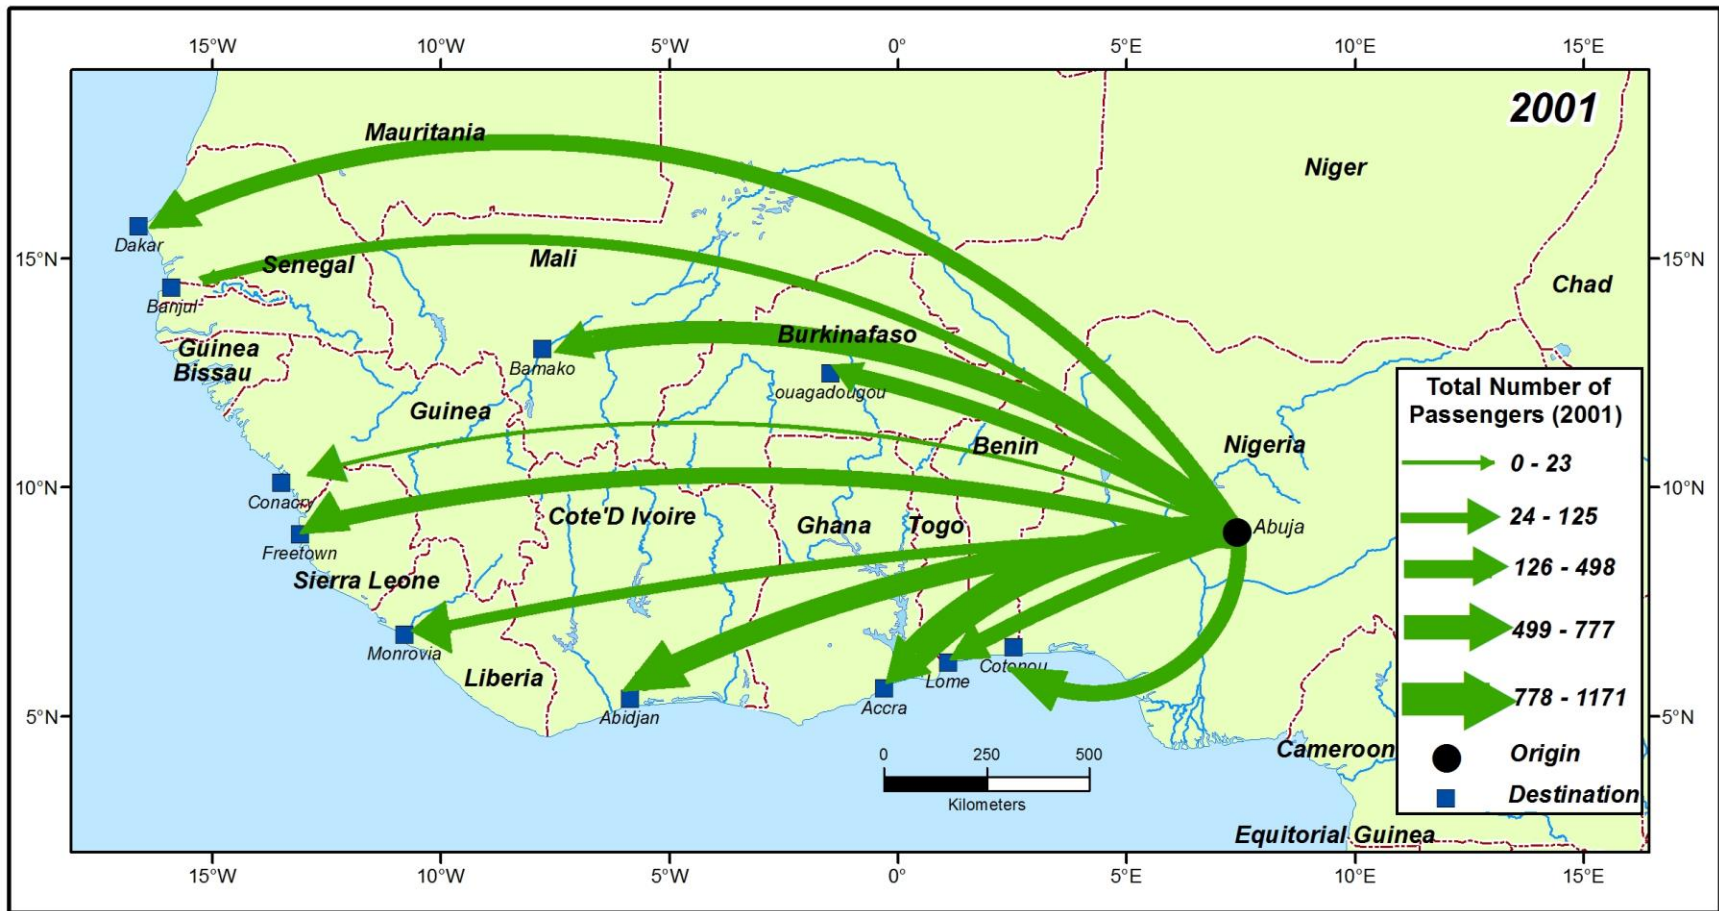 15°W 10°W 5°W 0° 5°E 10°E 15°E
2001
Mauritania
Niger
Dakar
15°N
Senegal
Mali
15°N
Chad
Banjul
Guinea
Bissau
Burkinafaso
Bamako
ouagadougou
Guinea
Benin
Nigeria
10°N
10°N
Conacry
Cote'D Ivoire
Ghana
Togo
Abuja
Freetown
Sierra Leone
Monrovia
Liberia
Lome
Cotonou
Abidjan
Accra
5°N
5°N
Cameroon
Equitorial Guinea
0 250 500
Kilometers
Total Number of
Passengers (2001)
0 - 23
24 - 125
126 - 498
499 - 777
778 - 1171
Origin
Destination
15°W 10°W 5°W 0° 5°E 10°E 15°E